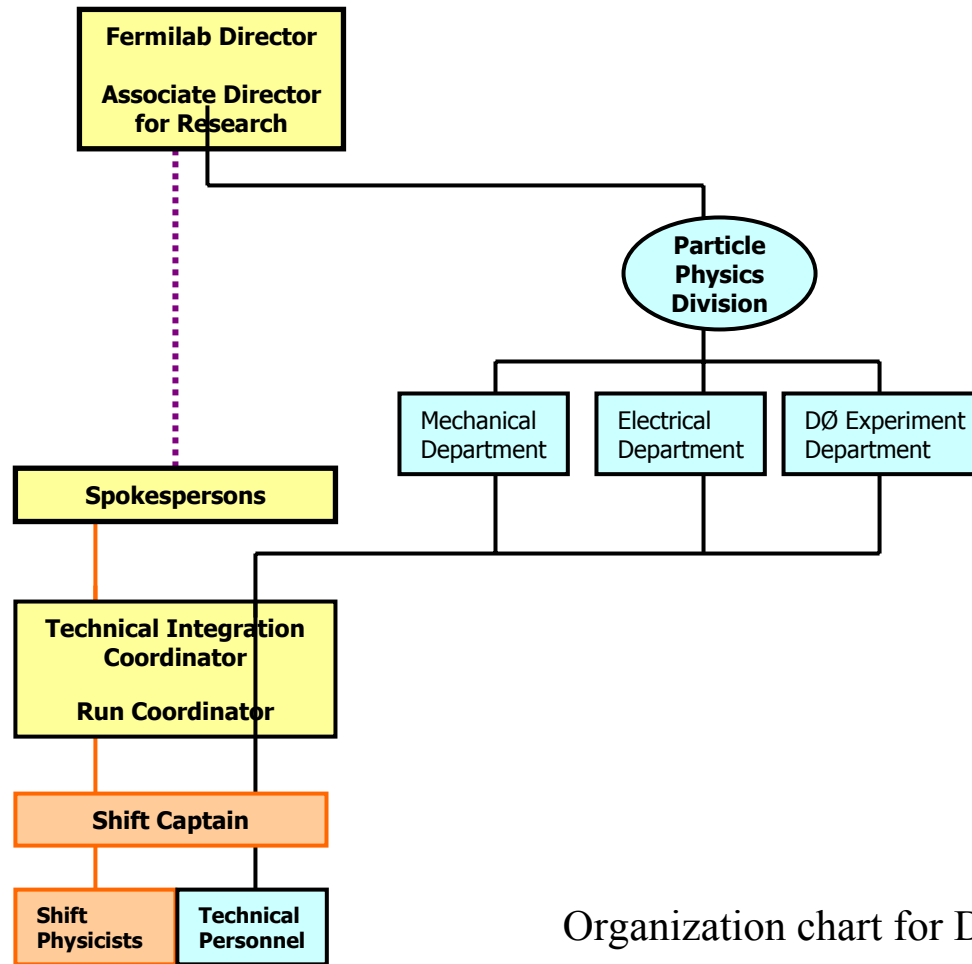 Fermilab Director
Associate Director
for Research
Particle
Physics
Division
Mechanical
Department
Electrical
Department
DØ Experiment
Department
Spokespersons
Technical Integration
Coordinator
Run Coordinator
Shift Captain
Shift
Physicists
Technical
Personnel
Organization chart for